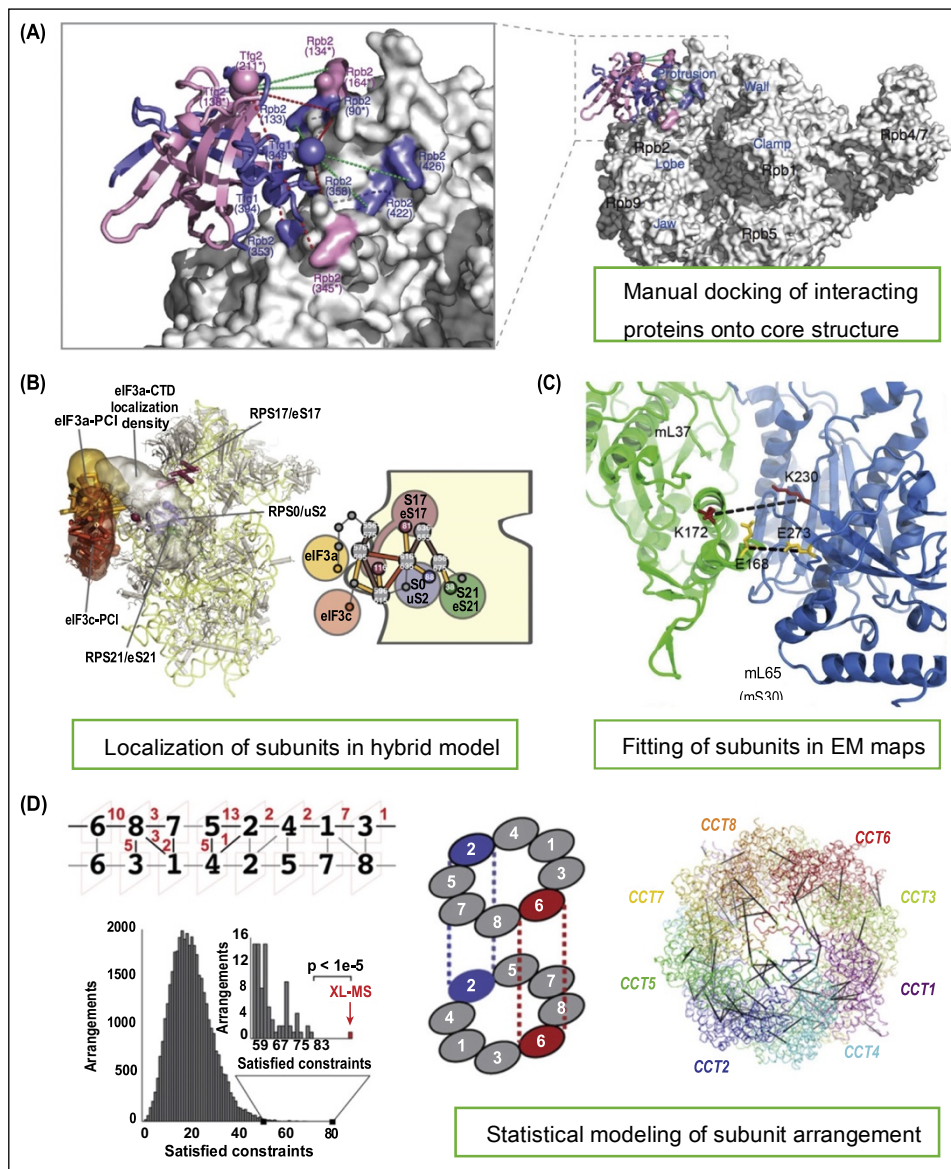 (A)
Tfg2
(211*)
Rpb2
(134*)
Tfg2
(138*)
Rpb2
(164*)
Rpb2
(133)
Rpb2
(90*)
Tfg1
(349*)
Rpb2
(426)
Rpb2
(358)
Rpb2
(422)
Tfg1
(394)
Rpb2
(353)
Rpb2
(345*)
Protrusion
Wall
Rpb4/7
Rpb2
Lobe
Clamp
Rpb1
Rpb9
Jaw
Rpb5
Manual docking of interacting
proteins onto core structure
(B)
eIF3a-CTD
localization
density
eIF3a-PCI
RPS17/eS17
RPS0/uS2
eIF3c-PCI
RPS21/eS21
S17
eS17
eIF3a
S0
uS2
S21
eS21
eIF3c
Localization of subunits in hybrid model
(C)
mL37
K230
K172
E273
E168
mL65
(mS30)
Fitting of subunits in EM maps
(D)
10 3 13 2 2 7 1
6 8 7 5 2 4 1 3
5 3 2 5 1
6 3 1 4 2 5 7 8
2000
1500
1000
500
0
Arrangements
0 20 40 60 80
Satisfied constraints
16
12
8
4
0
Arrangements
59 67 75 83
Satisfied constraints
p < 1e-5
XL-MS
4
2 1
5 3
7 6
8
5
2 7
4 8
1 6
3
CCT8
CCT6
CCT7
CCT3
CCT5
CCT1
CCT4
CCT2
Statistical modeling of subunit arrangement